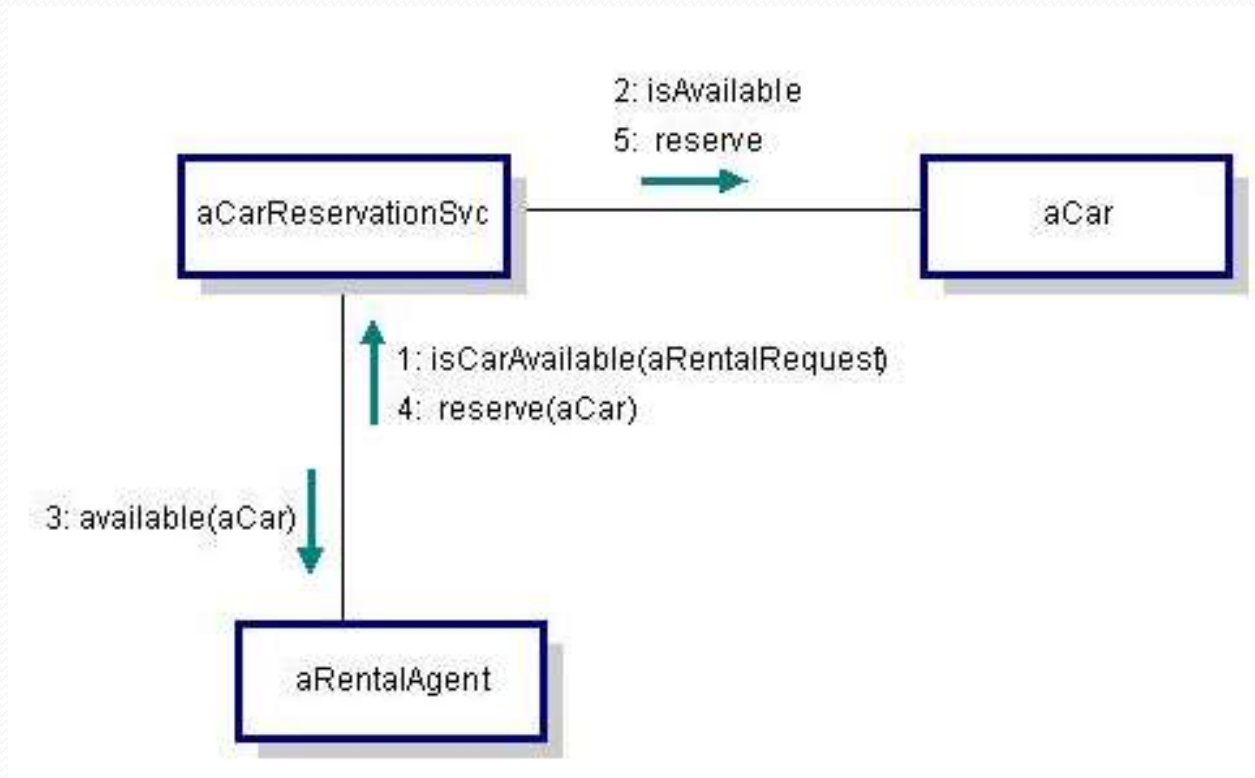 2: isAvailable
5: reserve
aCarReservationSvc
aCar
1: isCarAvailable(aRentalRequest)
4: reserve(aCar)
3: available(aCar)
aRentalAgent